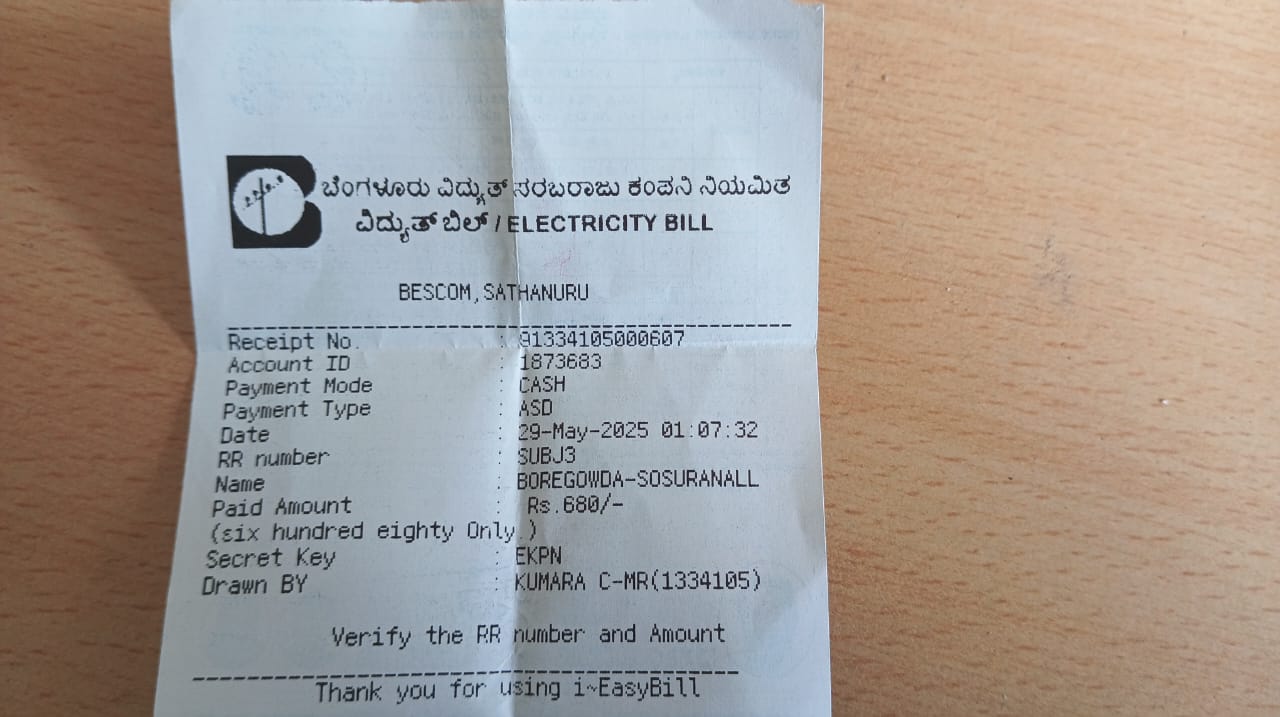 ಬೆಂಗಳೂರು ವಿದ್ಯುತ್ ಸರಬರಾಜು ಕಂಪನಿ ನಿಯಮಿತ
ವಿದ್ಯುತ್ ಬಿಲ್ / ELECTRICITY BILL
BESCOM,SATHANURU
Receipt No. : 91334105000607
Account ID : 1873683
Payment Mode : CASH
Payment Type : ASD
Date : 29-May-2025 01:07:32
RR number : SUBJ3
Name : BOREGOWDA-SOSURANALL
Paid Amount : Rs.680/-
(six hundred eighty Only.)
Secret Key : EKPN
Drawn BY : KUMARA C-MR(1334105)
Verify the RR number and Amount
Thank you for using i~EasyBill